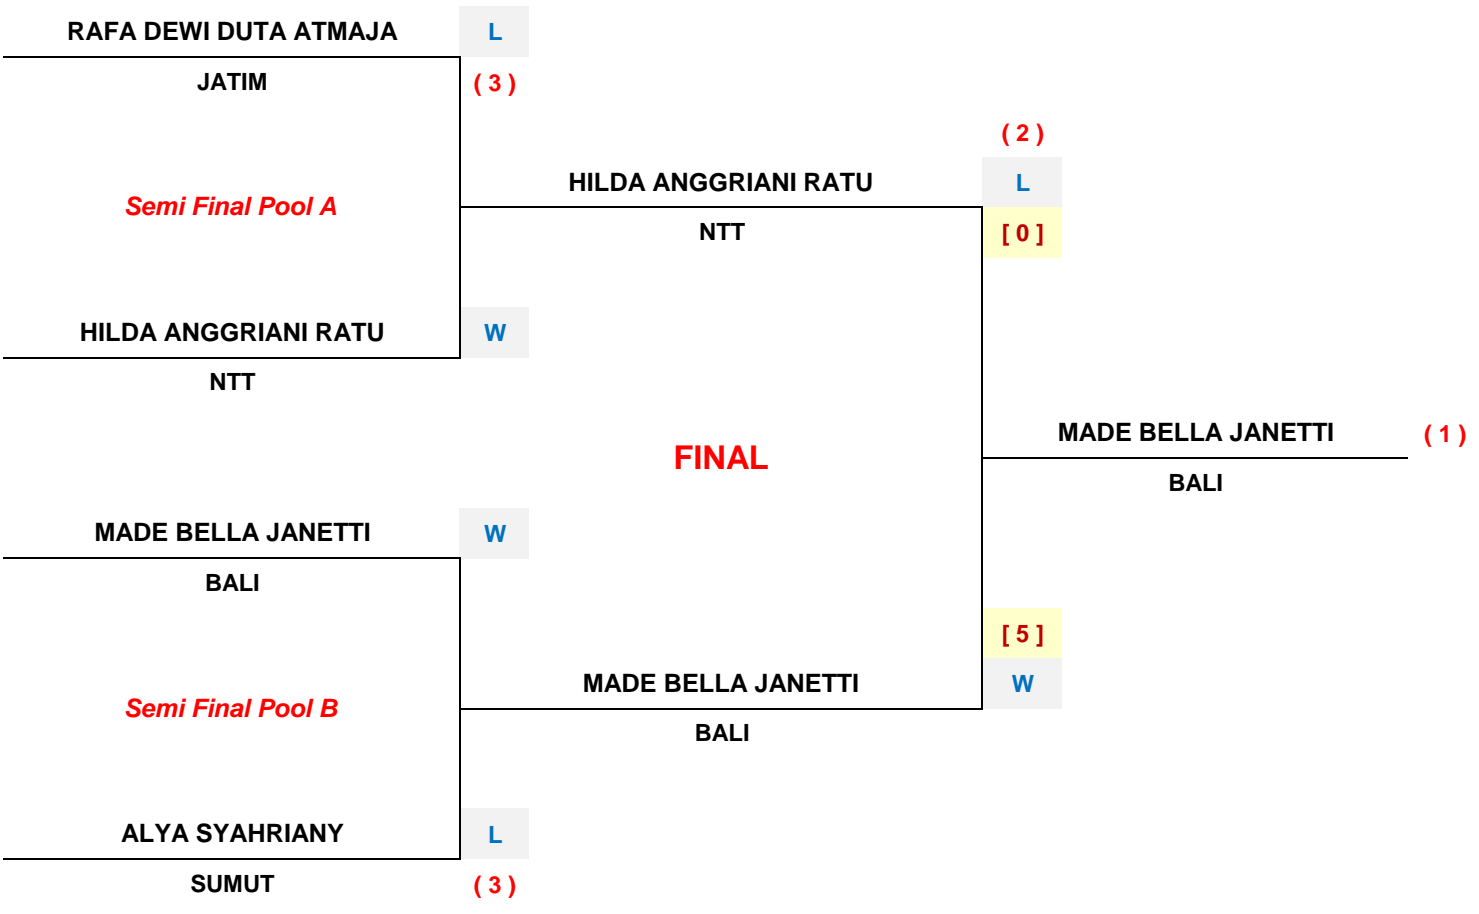 RAFA DEWI DUTA ATMAJA L
JATIM ( 3 )
( 2 )
HILDA ANGGRIANI RATU L
Semi Final Pool A
NTT [ 0 ]
HILDA ANGGRIANI RATU W
NTT
MADE BELLA JANETTI ( 1 )
FINAL
BALI
MADE BELLA JANETTI W
BALI
[ 5 ]
MADE BELLA JANETTI W
Semi Final Pool B
BALI
ALYA SYAHRIANY L
SUMUT ( 3 )